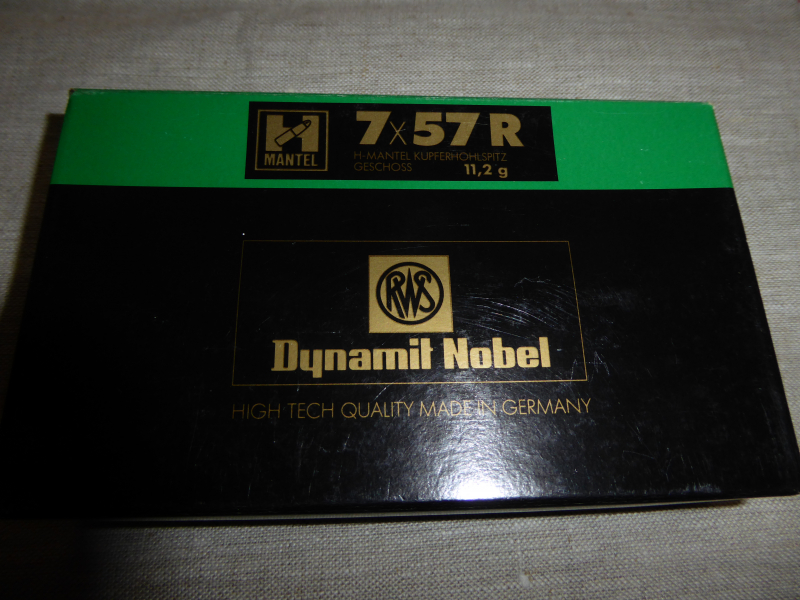 H
MANTEL
7x57 R
H-MANTEL KUPFERHOHLSPITZ
GESCHOSS 11,2 g
RWS
Dynamit Nobel
HIGH TECH QUALITY MADE IN GERMANY